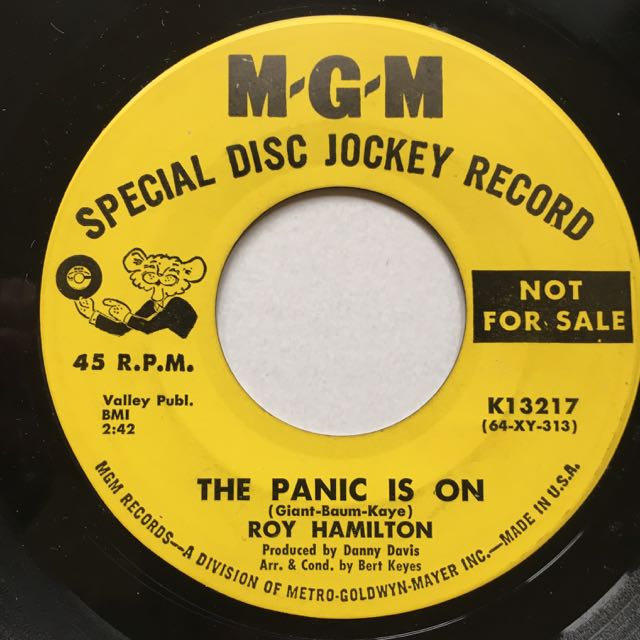 M-G-M
SPECIAL DISC JOCKEY RECORD
NOT
FOR SALE
45 R.P.M.
Valley Publ.
BMI
2:42
K13217
(64-XY-313)
THE PANIC IS ON
(Giant-Baum-Kaye)
ROY HAMILTON
Produced by Danny Davis
Arr. & Cond. by Bert Keyes
MGM RECORDS—A DIVISION OF METRO-GOLDWYN-MAYER INC.—MADE IN U.S.A.